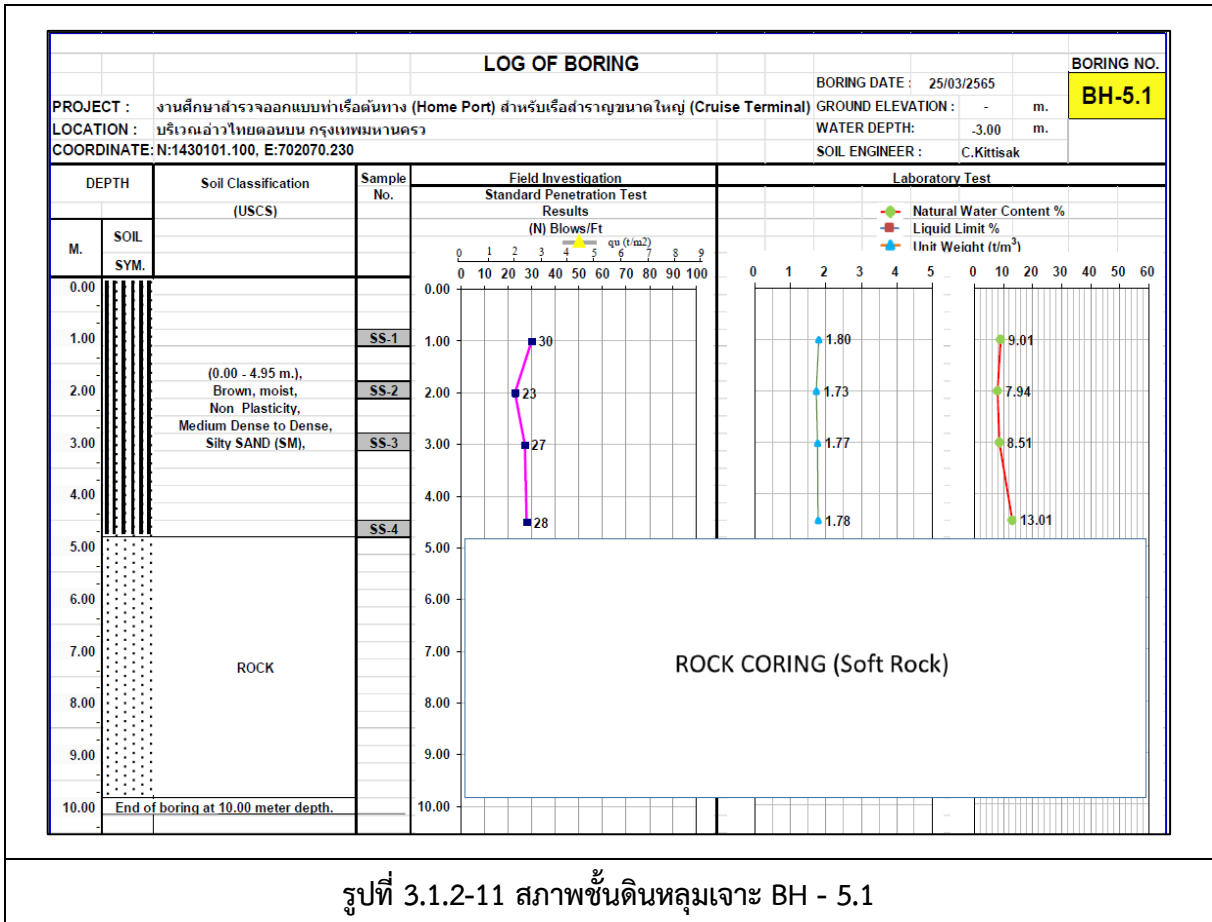 LOG OF BORING
BORING NO.
BH-5.1
BORING DATE : 25/03/2565
PROJECT : งานศึกษาสำรวจออกแบบท่าเรือต้นทาง (Home Port) สำหรับเรือสำราญขนาดใหญ่ (Cruise Terminal)
GROUND ELEVATION : - m.
LOCATION : บริเวณอ่าวไทยตอนบน กรุงเทพมหานครว
WATER DEPTH: -3.00 m.
COORDINATE: N:1430101.100, E:702070.230
SOIL ENGINEER : C.Kittisak
DEPTH
Soil Classification
(USCS)
Sample
No.
Field Investigation
Standard Penetration Test
Results
(N) Blows/Ft
qu (t/m2)
Laboratory Test
Natural Water Content %
Liquid Limit %
Unit Weight (t/m³)
M.
SOIL
SYM.
0 1 2 3 4 5 6 7 8 9
0 10 20 30 40 50 60 70 80 90 100
0 1 2 3 4 5
0 10 20 30 40 50 60
0.00
0.00
1.00
SS-1
1.00
30
1.80
9.01
(0.00 - 4.95 m.),
2.00
Brown, moist,
SS-2
2.00
23
1.73
7.94
Non Plasticity,
Medium Dense to Dense,
3.00
Silty SAND (SM),
SS-3
3.00
27
1.77
8.51
4.00
4.00
SS-4
28
1.78
13.01
5.00
5.00
6.00
6.00
7.00
ROCK
7.00
ROCK CORING (Soft Rock)
8.00
8.00
9.00
9.00
10.00
End of boring at 10.00 meter depth.
10.00
รูปที่ 3.1.2-11 สภาพชั้นดินหลุมเจาะ BH - 5.1